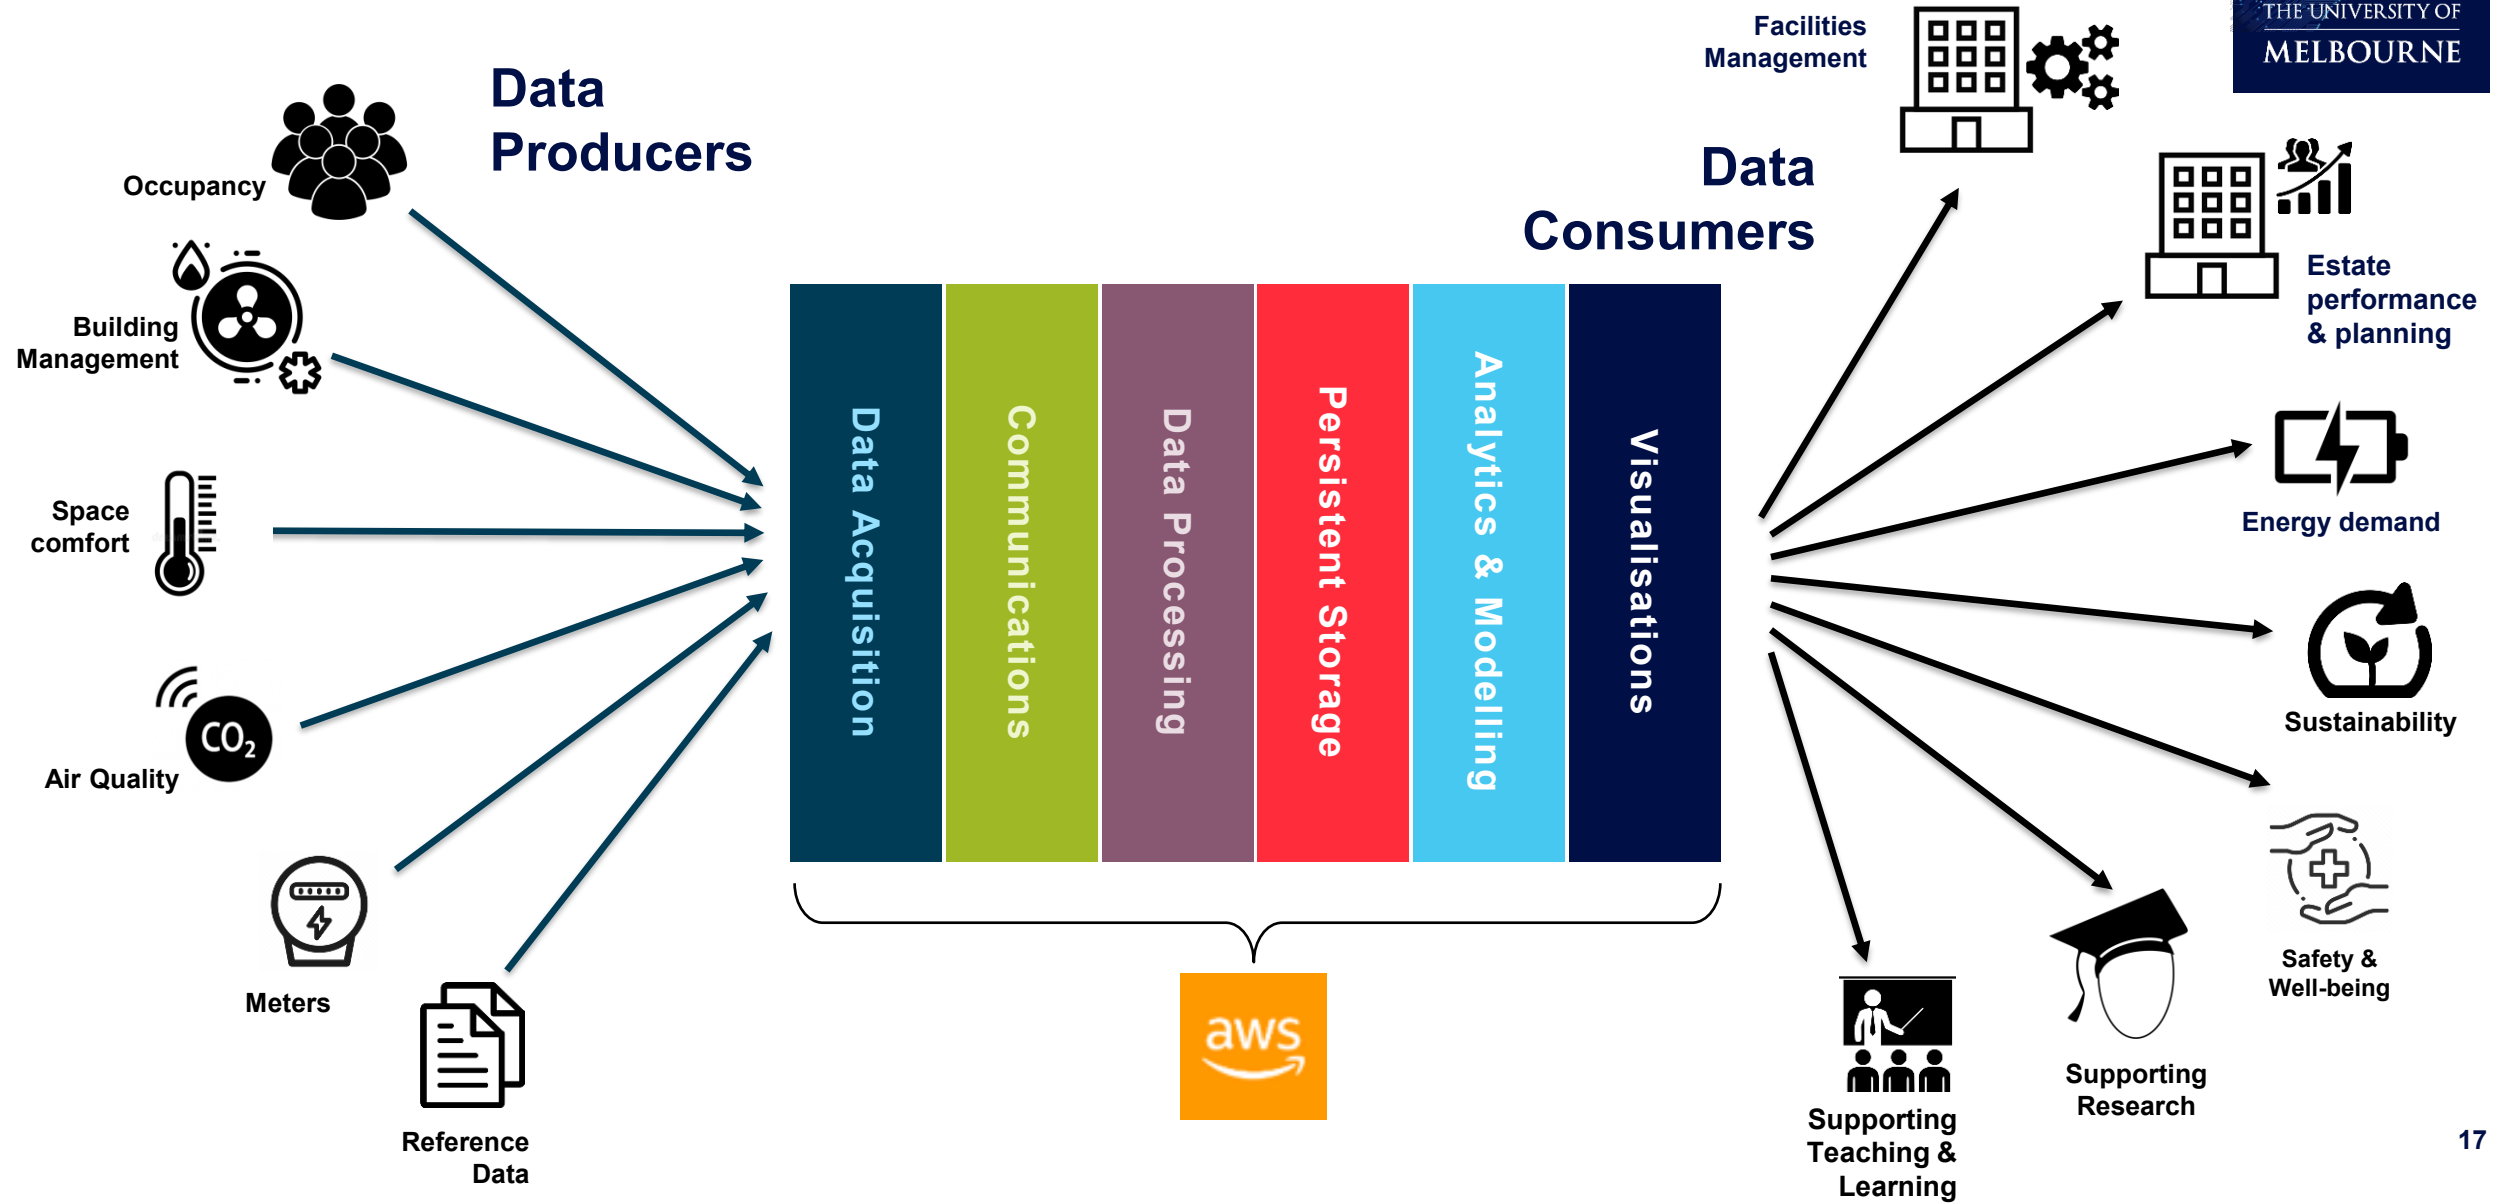 THE UNIVERSITY OF
MELBOURNE
Data
Producers
Occupancy
Building
Management
Space
comfort
CO2
Air Quality
Meters
Reference
Data
Data Acquisition
Communications
Data Processing
Persistent Storage
Analytics & Modelling
Visualisations
aws
Data
Consumers
Facilities
Management
Estate
performance
& planning
Energy demand
Sustainability
Safety &
Well-being
Supporting
Research
Supporting
Teaching &
Learning
17